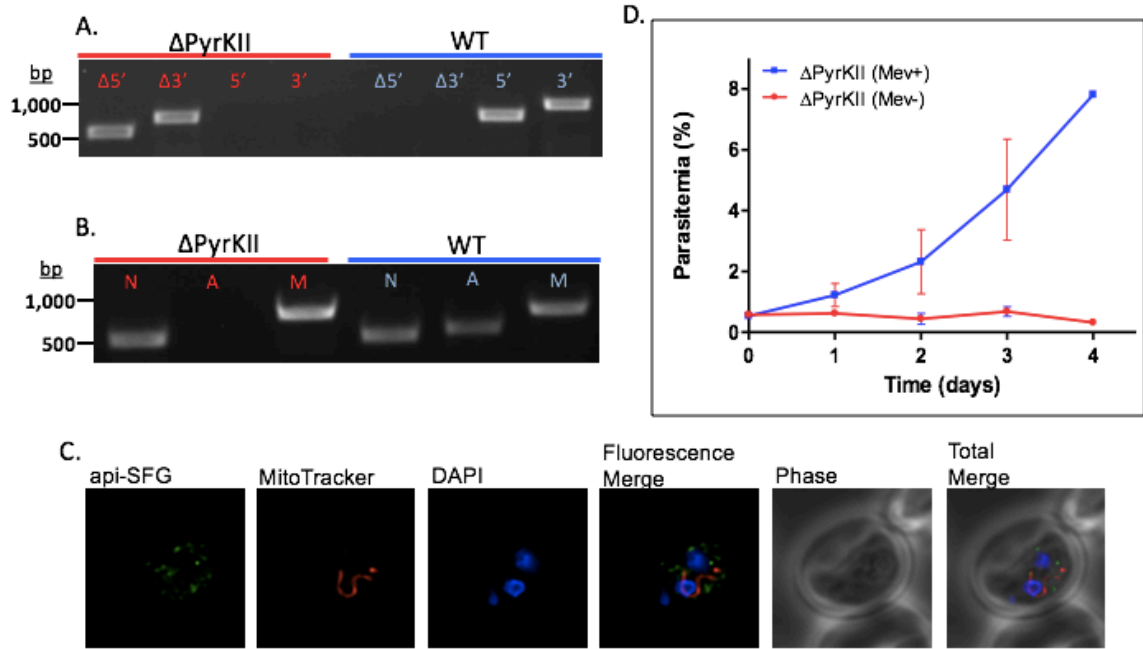 A.
ΔPyrKII WT
bp
Δ5’ Δ3’ 5’ 3’ Δ5’ Δ3’ 5’ 3’
1,000
500
B.
ΔPyrKII WT
bp
N A M N A M
1,000
500
D.
ΔPyrKII (Mev+)
ΔPyrKII (Mev-)
Parasitemia (%)
8
6
4
2
0
0 1 2 3 4
Time (days)
C.
api-SFG MitoTracker DAPI Fluorescence Merge Phase Total Merge